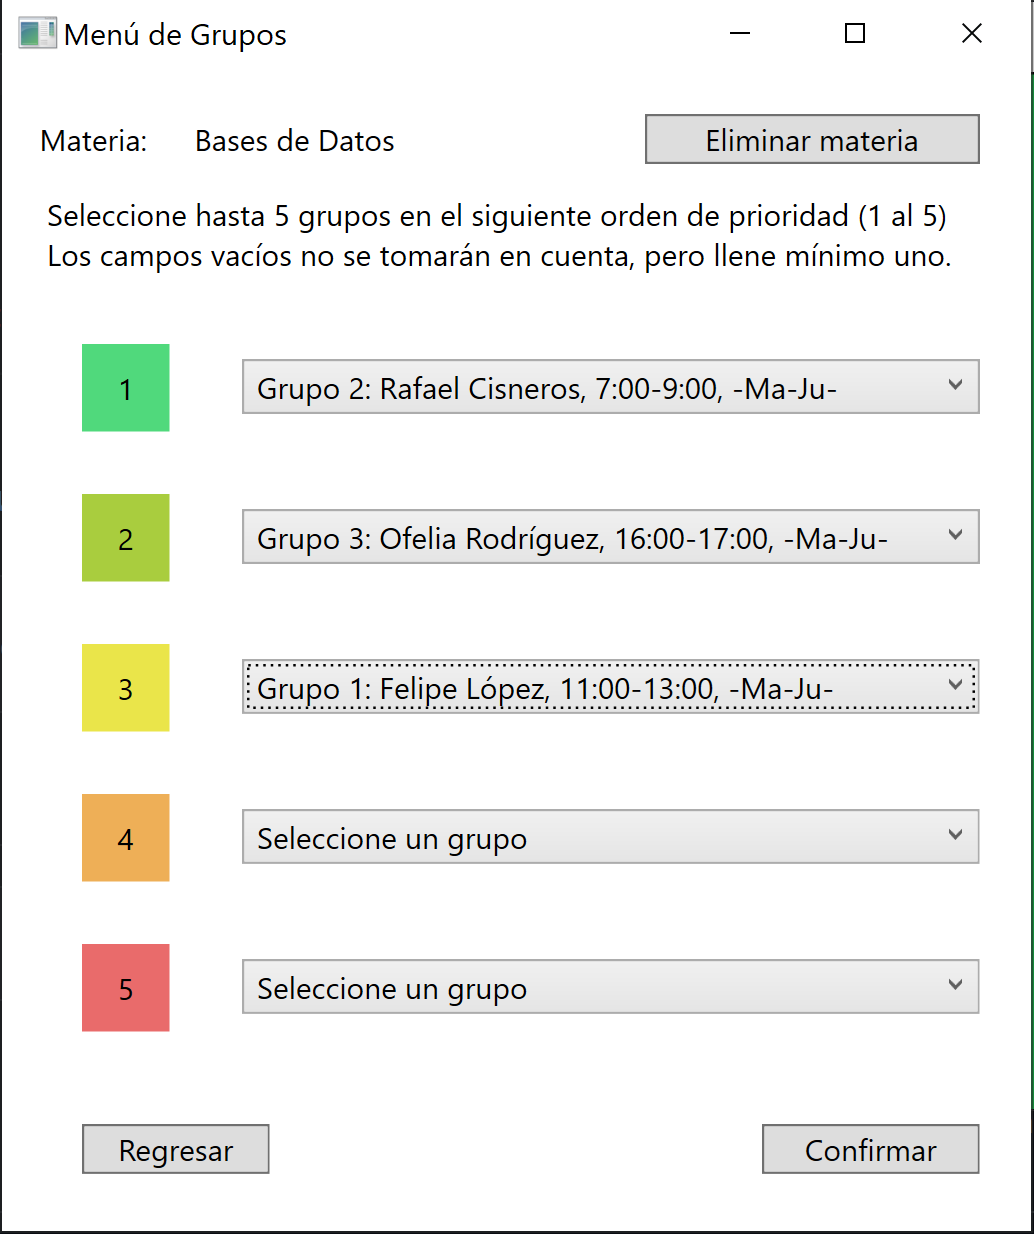 Menú de Grupos
Materia: Bases de Datos Eliminar materia
Seleccione hasta 5 grupos en el siguiente orden de prioridad (1 al 5)
Los campos vacíos no se tomarán en cuenta, pero llene mínimo uno.
1 Grupo 2: Rafael Cisneros, 7:00-9:00, -Ma-Ju-
2 Grupo 3: Ofelia Rodríguez, 16:00-17:00, -Ma-Ju-
3 Grupo 1: Felipe López, 11:00-13:00, -Ma-Ju-
4 Seleccione un grupo
5 Seleccione un grupo
Regresar Confirmar